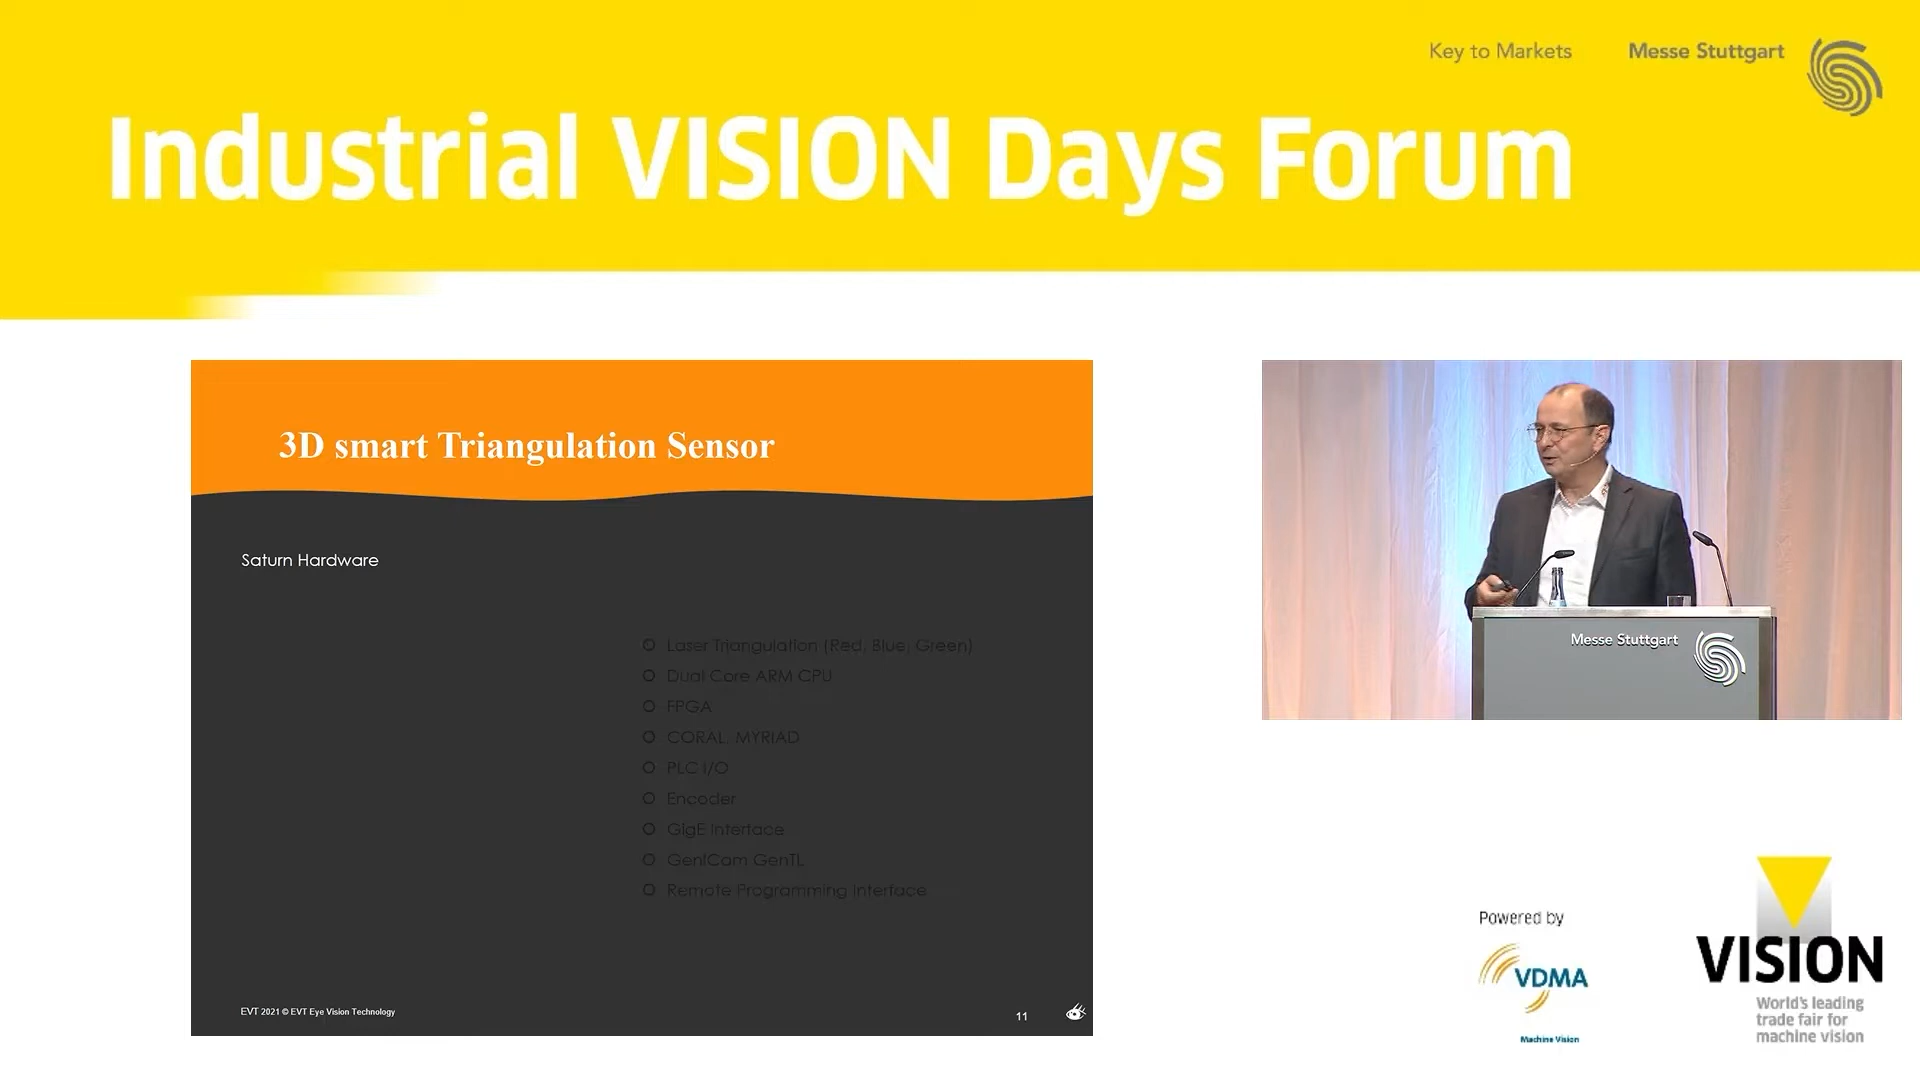 Key to Markets
Messe Stuttgart
Industrial VISION Days Forum
3D smart Triangulation Sensor
Saturn Hardware
Laser Triangulation (Red, Blue, Green)
Dual Core ARM CPU
FPGA
CORAL, MYRIAD
PLC I/O
Encoder
GigE Interface
GenICam GenTL
Remote Programming Interface
EVT 2021 © EVT Eye Vision Technology
11
Messe Stuttgart
Powered by
VDMA
Machine Vision
VISION
World's leading
trade fair for
machine vision